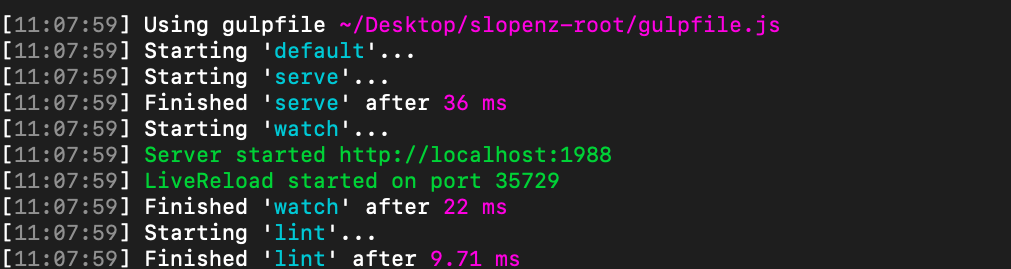 [11:07:59] Using gulpfile ~/Desktop/slopenz-root/gulpfile.js
[11:07:59] Starting 'default'...
[11:07:59] Starting 'serve'...
[11:07:59] Finished 'serve' after 36 ms
[11:07:59] Starting 'watch'...
[11:07:59] Server started http://localhost:1988
[11:07:59] LiveReload started on port 35729
[11:07:59] Finished 'watch' after 22 ms
[11:07:59] Starting 'lint'...
[11:07:59] Finished 'lint' after 9.71 ms